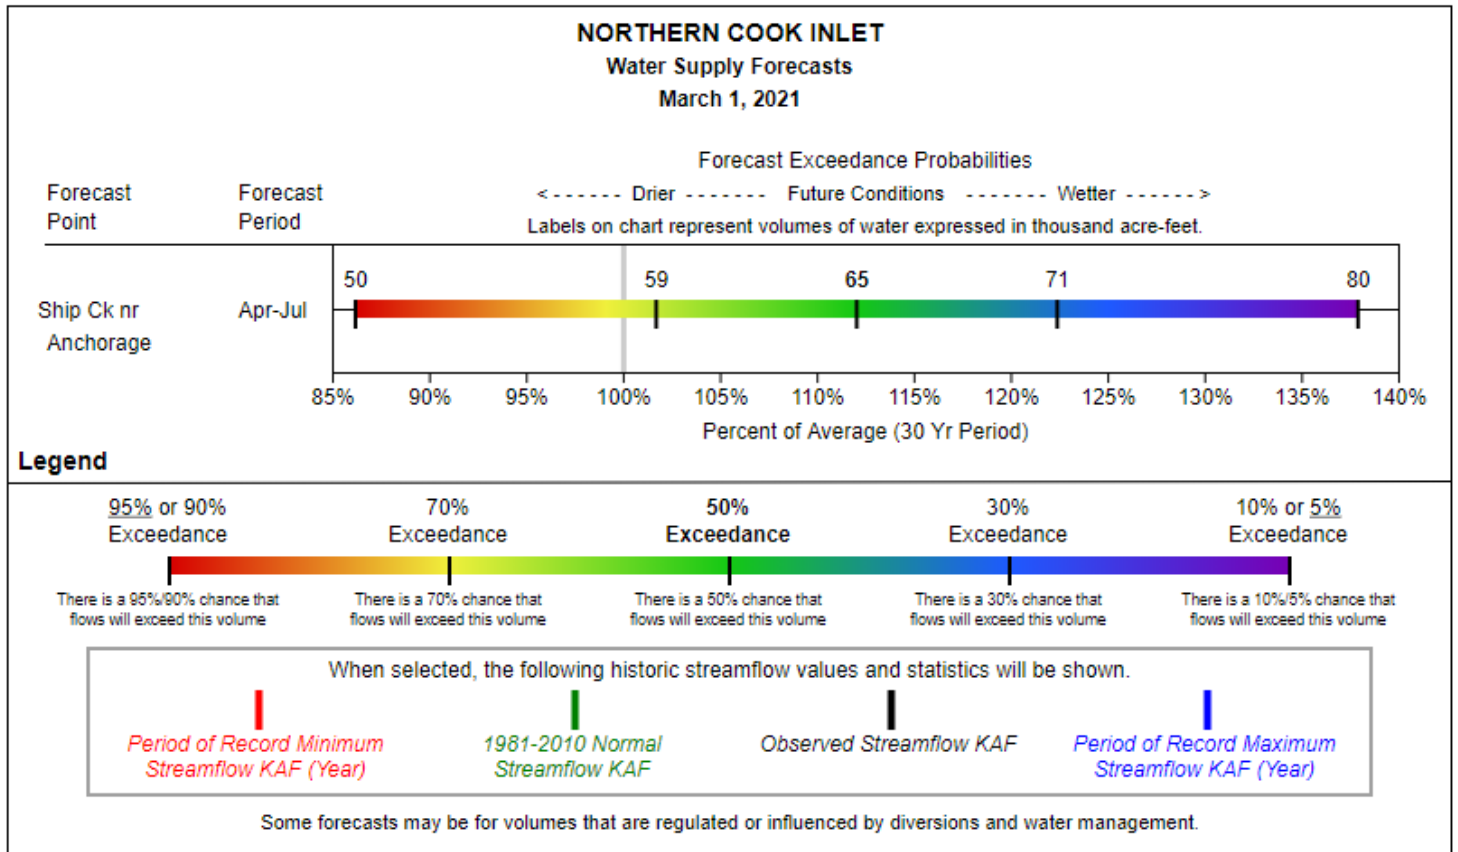 NORTHERN COOK INLET
Water Supply Forecasts
March 1, 2021
Forecast Exceedance Probabilities
Forecast Forecast <------ Drier ------- Future Conditions ------- Wetter ------>
Point Period Labels on chart represent volumes of water expressed in thousand acre-feet.
50 59 65 71 80
Ship Ck nr Apr-Jul
Anchorage
85% 90% 95% 100% 105% 110% 115% 120% 125% 130% 135% 140%
Percent of Average (30 Yr Period)
Legend
95% or 90% 70% 50% 30% 10% or 5%
Exceedance Exceedance Exceedance Exceedance Exceedance
There is a 95%/90% chance that There is a 70% chance that There is a 50% chance that There is a 30% chance that There is a 10%/5% chance that
flows will exceed this volume flows will exceed this volume flows will exceed this volume flows will exceed this volume flows will exceed this volume
When selected, the following historic streamflow values and statistics will be shown.
Period of Record Minimum 1981-2010 Normal Observed Streamflow KAF Period of Record Maximum
Streamflow KAF (Year) Streamflow KAF Streamflow KAF (Year)
Some forecasts may be for volumes that are regulated or influenced by diversions and water management.